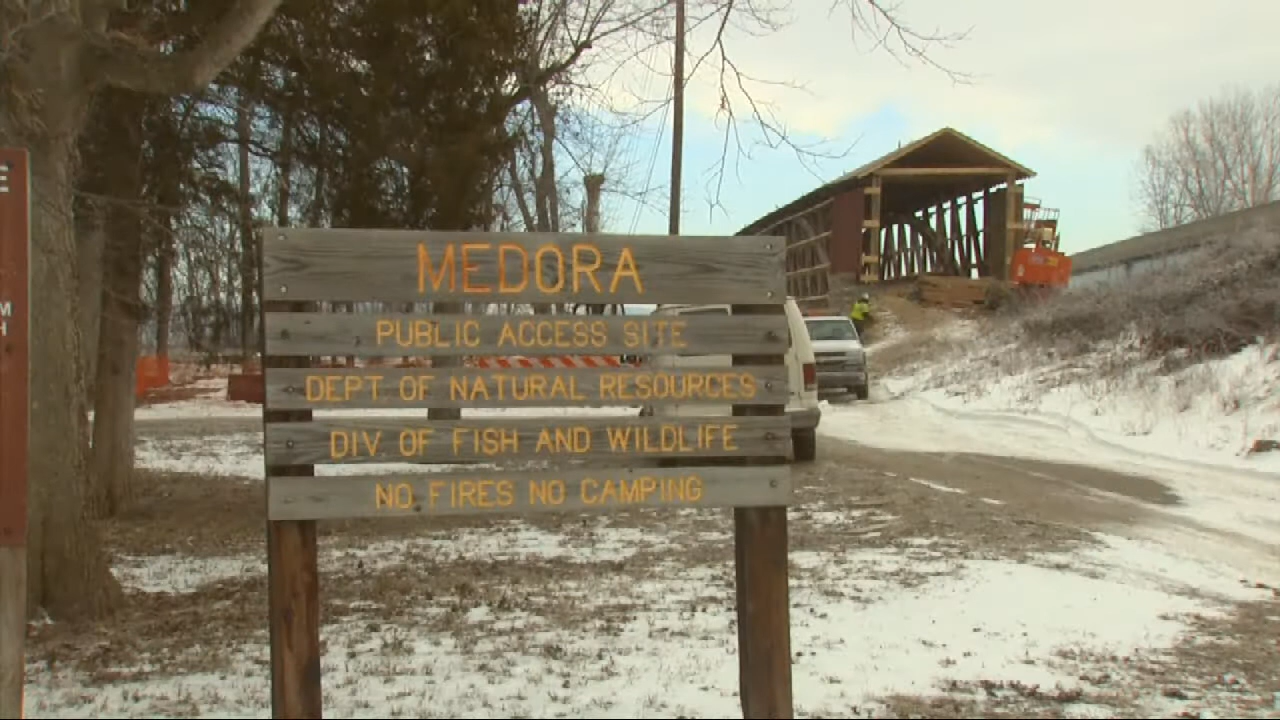 E
M
H
MEDORA
PUBLIC ACCESS SITE
DEPT OF NATURAL RESOURCES
DIV. OF FISH AND WILDLIFE
NO FIRES NO CAMPING